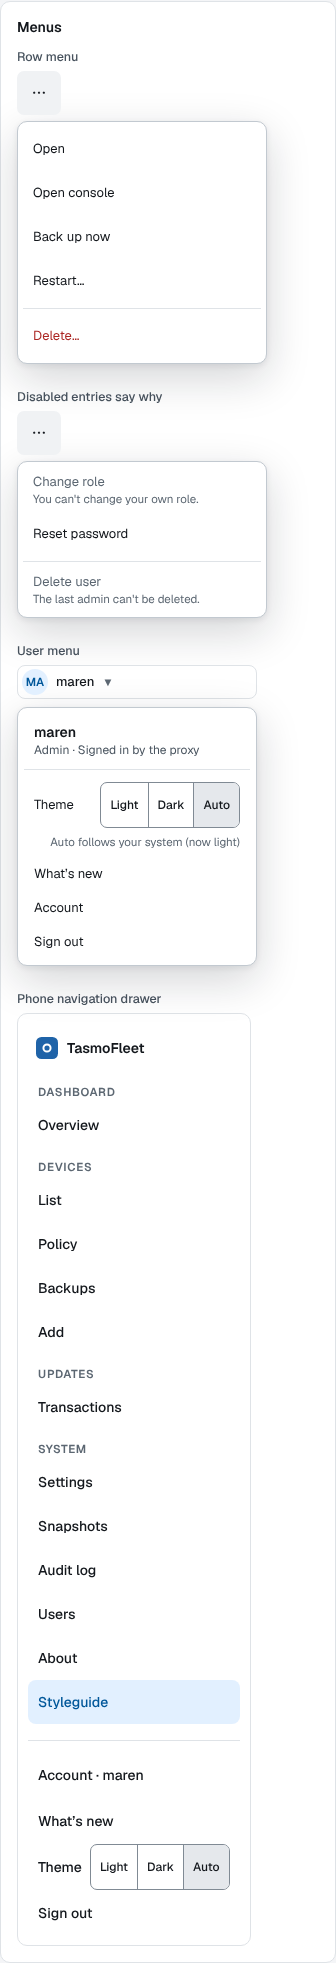 Menus
Row menu
...
Open
Open console
Back up now
Restart...
Delete...
Disabled entries say why
...
Change role
You can't change your own role.
Reset password
Delete user
The last admin can't be deleted.
User menu
MA maren ▼
maren
Admin · Signed in by the proxy
Theme Light Dark Auto
Auto follows your system (now light)
What's new
Account
Sign out
Phone navigation drawer
TasmoFleet
DASHBOARD
Overview
DEVICES
List
Policy
Backups
Add
UPDATES
Transactions
SYSTEM
Settings
Snapshots
Audit log
Users
About
Styleguide
Account · maren
What's new
Theme Light Dark Auto
Sign out